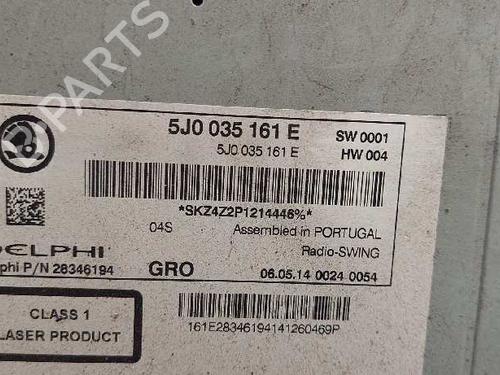 B-PARTS
5J0 035 161 E SW 0001
5J0 035 161 E HW 004
*SKZ4Z2P1214446%*
04S Assembled in PORTUGAL
DELPHI Radio-SWING
phi P/N 28346194 GRO 06.05.14 0024 0054
CLASS 1
LASER PRODUCT
161E28346194141260469P